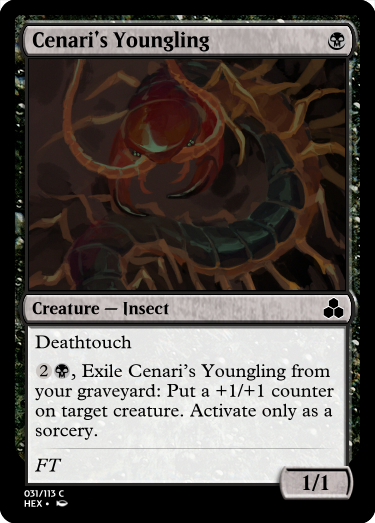 Cenari's Youngling
Creature — Insect
Deathtouch
2, Exile Cenari's Youngling from
your graveyard: Put a +1/+1 counter
on target creature. Activate only as a
sorcery.
FT
1/1
031/113 C
HEX •